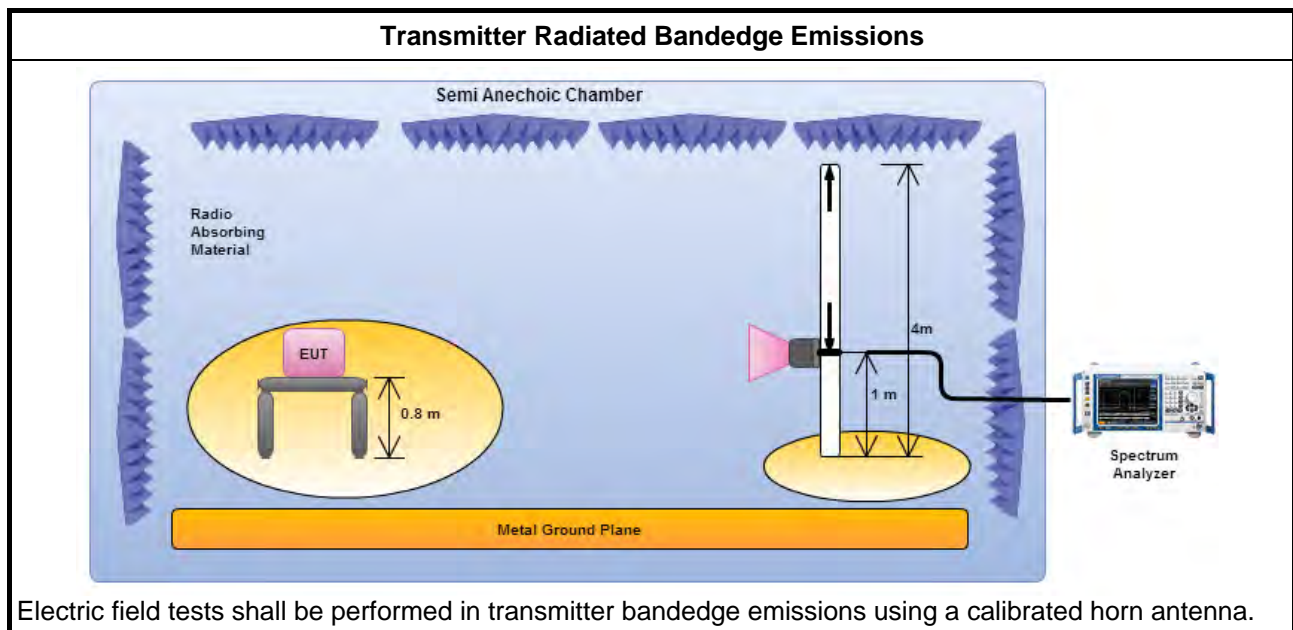 Transmitter Radiated Bandedge Emissions
Semi Anechoic Chamber
Radio
Absorbing
Material
EUT
0.8 m
4m
1 m
Spectrum
Analyzer
Metal Ground Plane
Electric field tests shall be performed in transmitter bandedge emissions using a calibrated horn antenna.